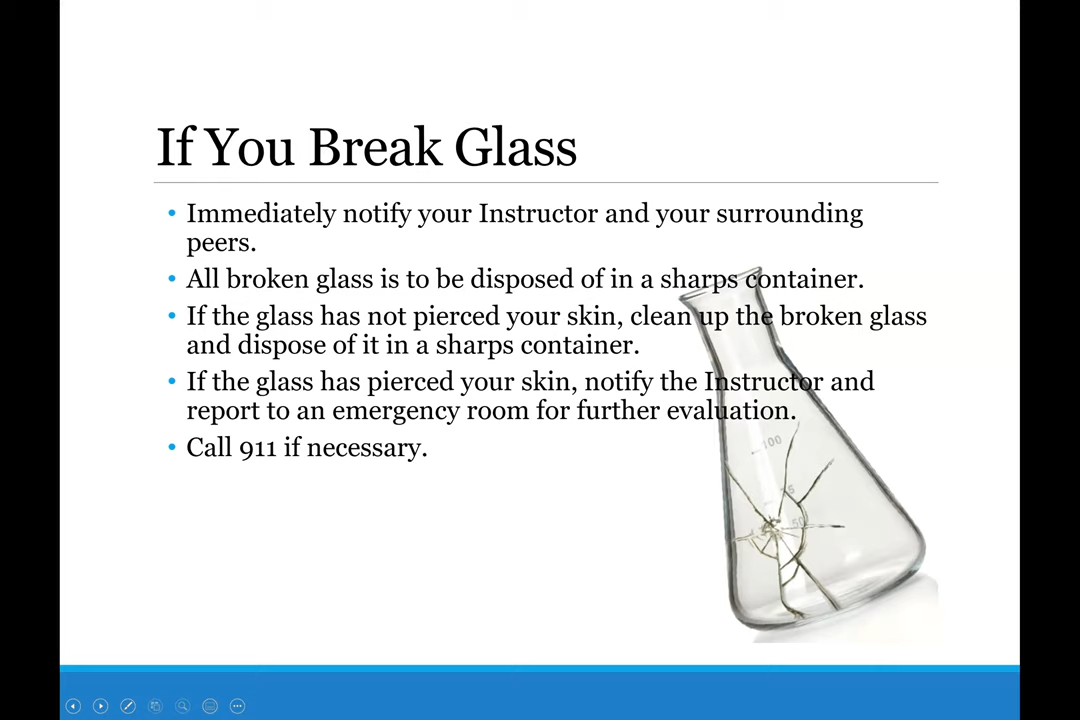 If You Break Glass
• Immediately notify your Instructor and your surrounding
peers.
• All broken glass is to be disposed of in a sharps container.
• If the glass has not pierced your skin, clean up the broken glass
and dispose of it in a sharps container.
• If the glass has pierced your skin, notify the Instructor and
report to an emergency room for further evaluation.
• Call 911 if necessary.
100
50